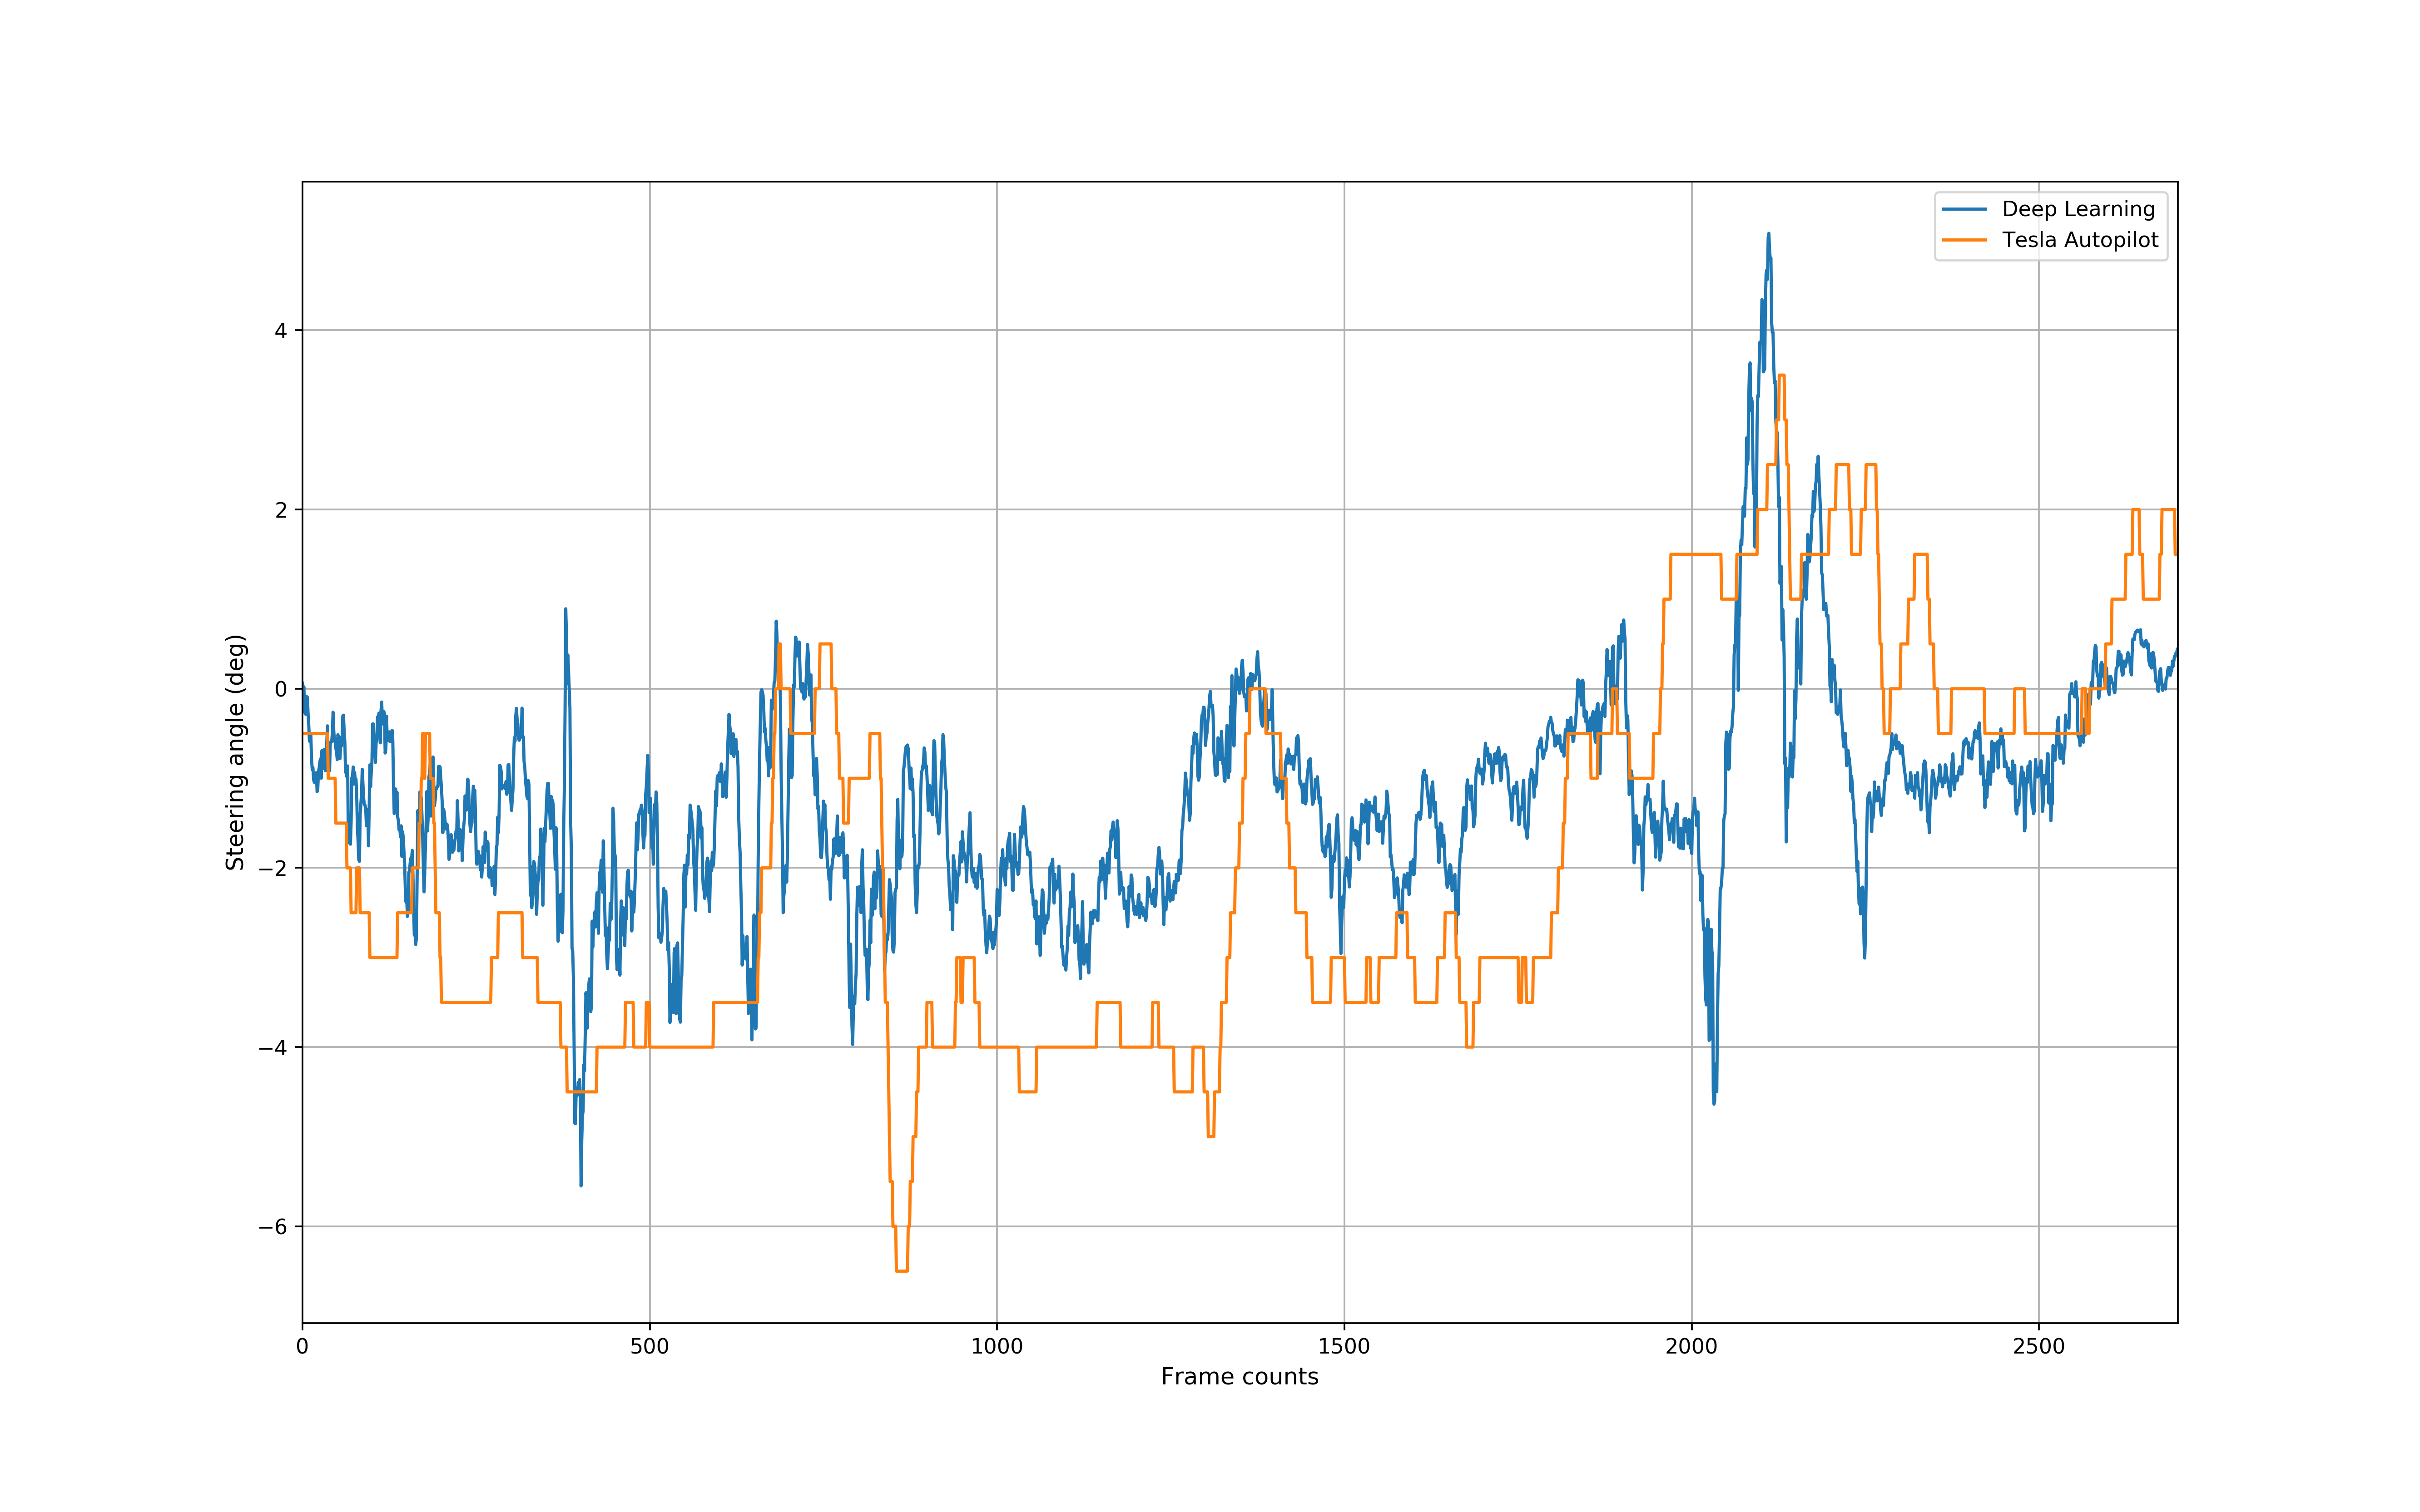 Deep Learning
Tesla Autopilot
4
2
0
−2
−4
−6
Steering angle (deg)
0 500 1000 1500 2000 2500
Frame counts